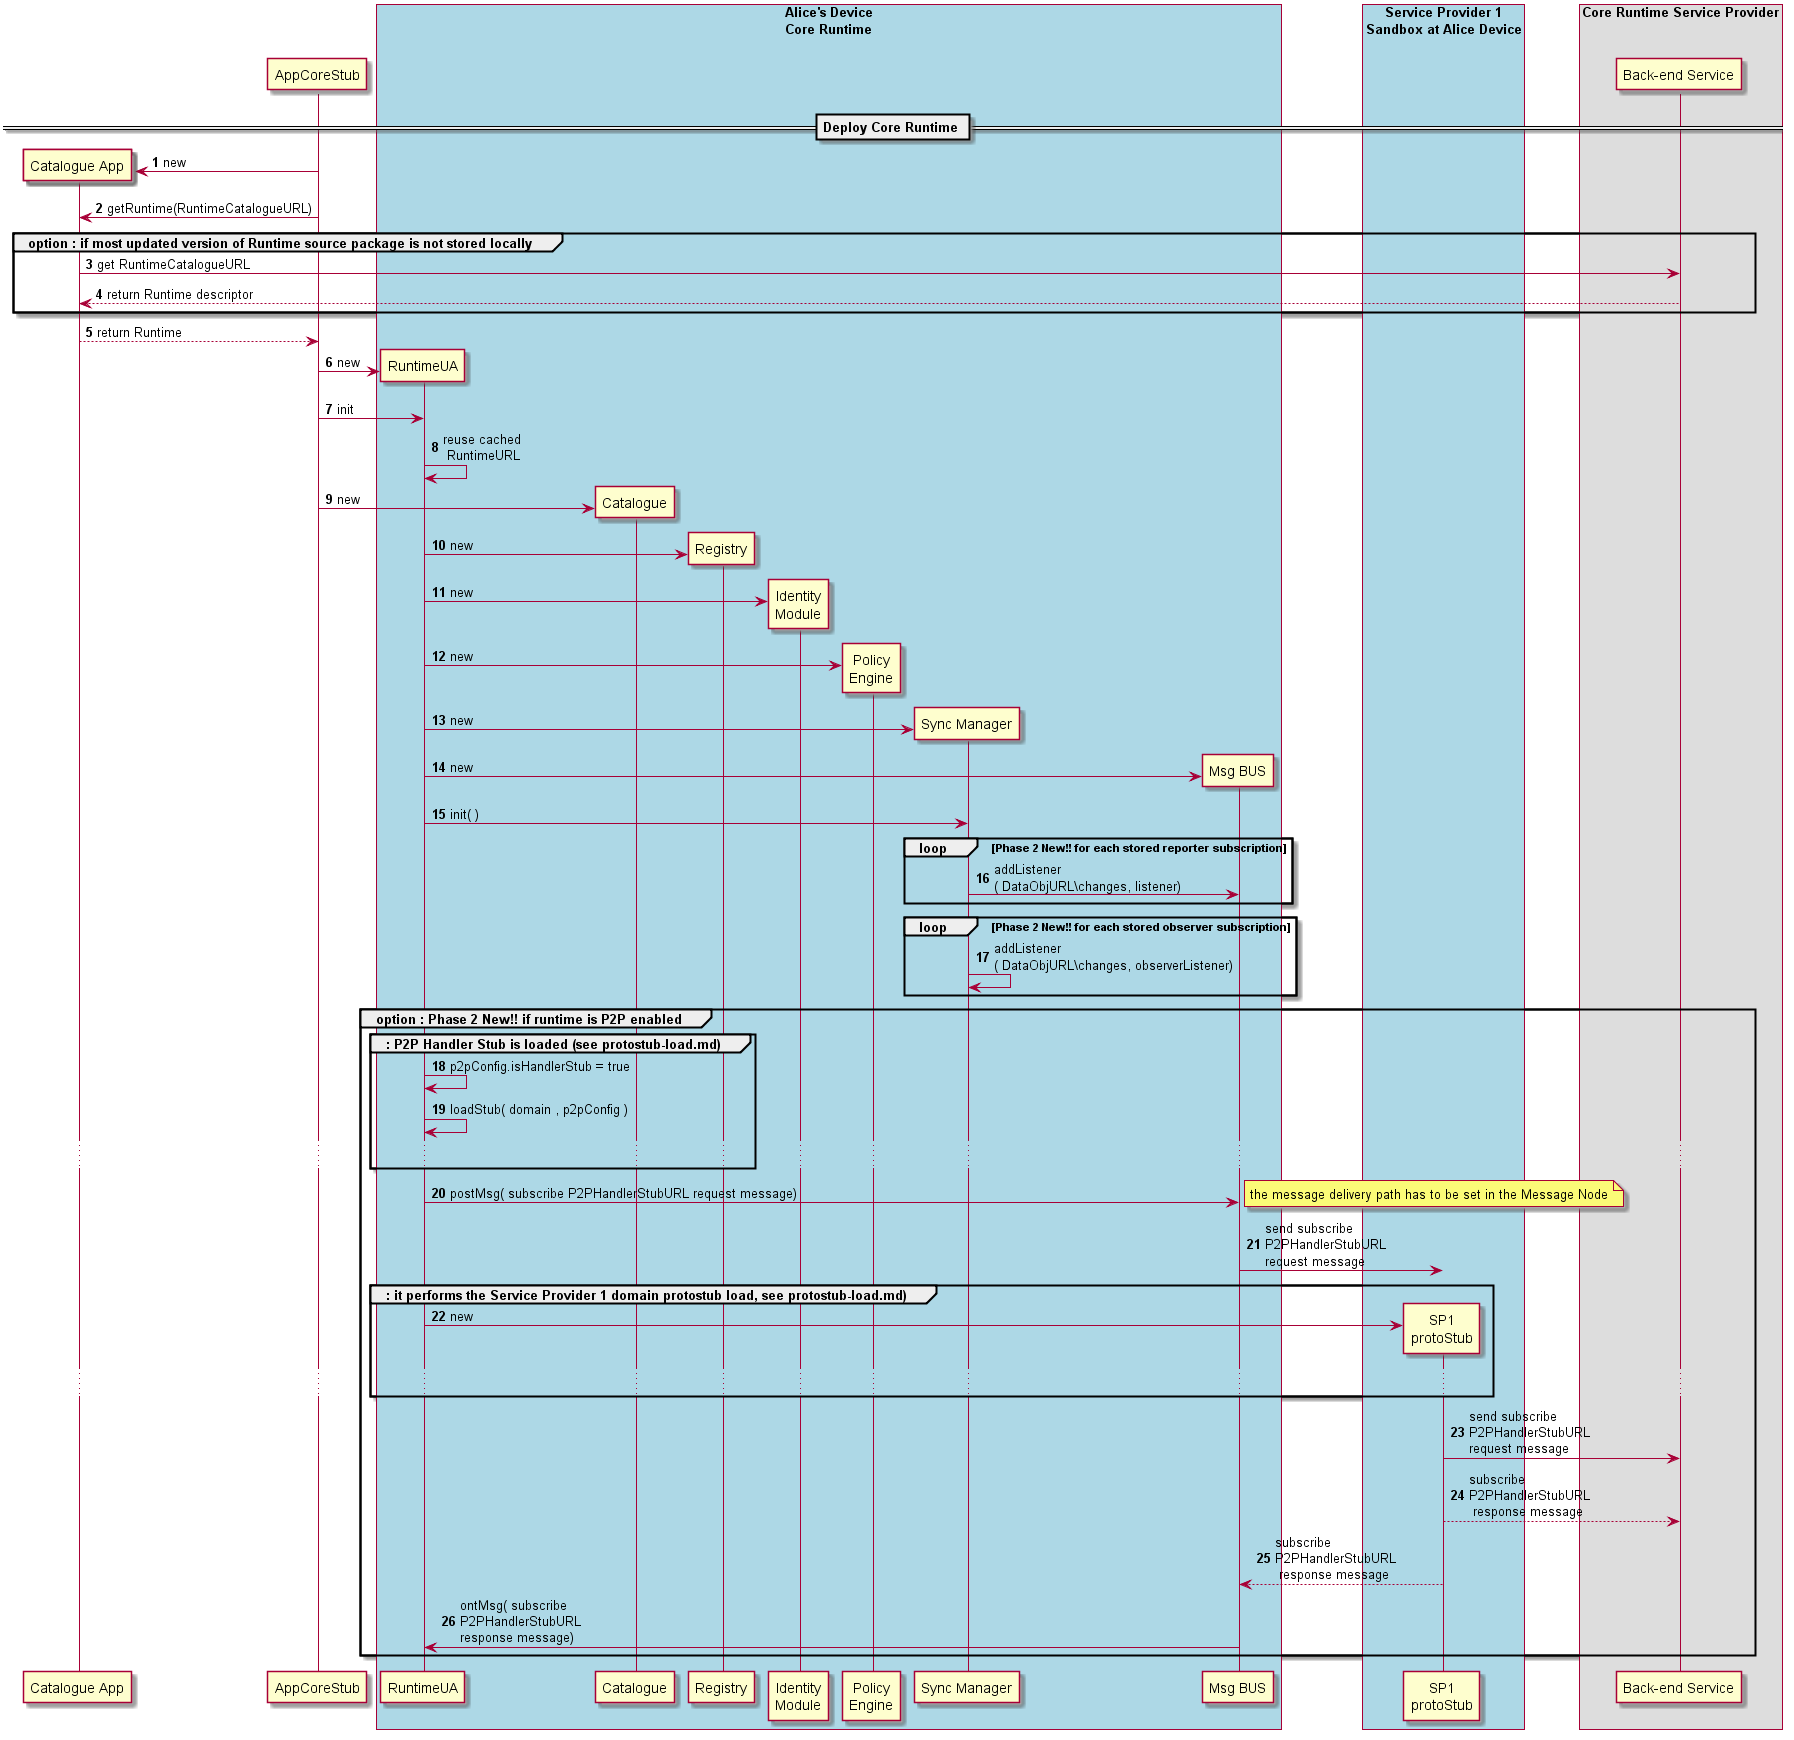 Alice's Device
Core Runtime
Service Provider 1
Sandbox at Alice Device
Core Runtime Service Provider
AppCoreStub
Back-end Service
Deploy Core Runtime
Catalogue App
1 new
2 getRuntime(RuntimeCatalogueURL)
option : if most updated version of Runtime source package is not stored locally
3 get RuntimeCatalogueURL
4 return Runtime descriptor
5 return Runtime
6 new
RuntimeUA
7 init
8 reuse cached
RuntimeURL
9 new
Catalogue
10 new
Registry
11 new
Identity
Module
12 new
Policy
Engine
13 new
Sync Manager
14 new
Msg BUS
15 init( )
loop [Phase 2 New!! for each stored reporter subscription]
16 addListener
( DataObjURL\changes, listener)
loop [Phase 2 New!! for each stored observer subscription]
17 addListener
( DataObjURL\changes, observerListener)
option : Phase 2 New!! if runtime is P2P enabled
: P2P Handler Stub is loaded (see protostub-load.md)
18 p2pConfig.isHandlerStub = true
19 loadStub( domain , p2pConfig )
20 postMsg( subscribe P2PHandlerStubURL request message)
the message delivery path has to be set in the Message Node
send subscribe
21 P2PHandlerStubURL
request message
: it performs the Service Provider 1 domain protostub load, see protostub-load.md)
22 new
SP1
protoStub
send subscribe
23 P2PHandlerStubURL
request message
subscribe
24 P2PHandlerStubURL
response message
subscribe
25 P2PHandlerStubURL
response message
ontMsg( subscribe
26 P2PHandlerStubURL
response message)
Catalogue App
AppCoreStub
RuntimeUA
Catalogue
Registry
Identity
Module
Policy
Engine
Sync Manager
Msg BUS
SP1
protoStub
Back-end Service